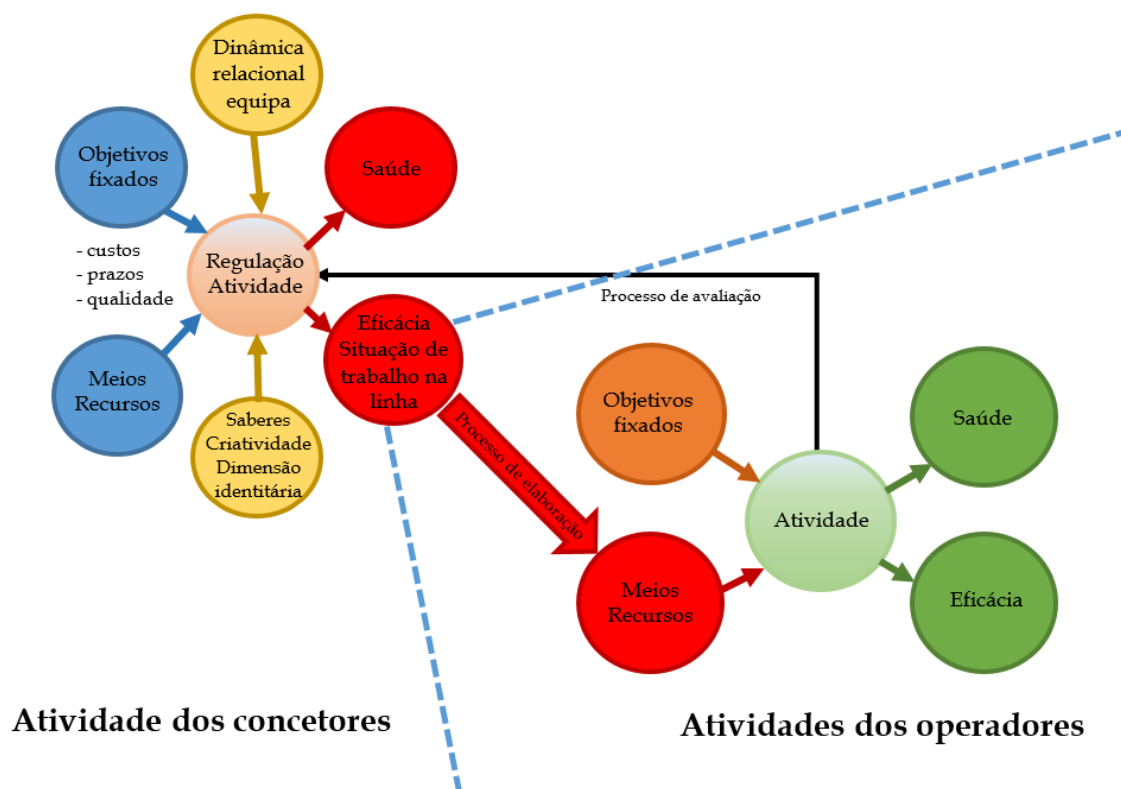 Dinâmica
relacional
equipa
Objetivos
fixados
Saúde
- custos
- prazos
- qualidade
Regulação
Atividade
Processo de avaliação
Eficácia
Situação de
trabalho na
linha
Meios
Recursos
Saberes
Criatividade
Dimensão
identitária
Processo de elaboração
Objetivos
fixados
Saúde
Atividade
Meios
Recursos
Eficácia
Atividade dos concetores
Atividades dos operadores